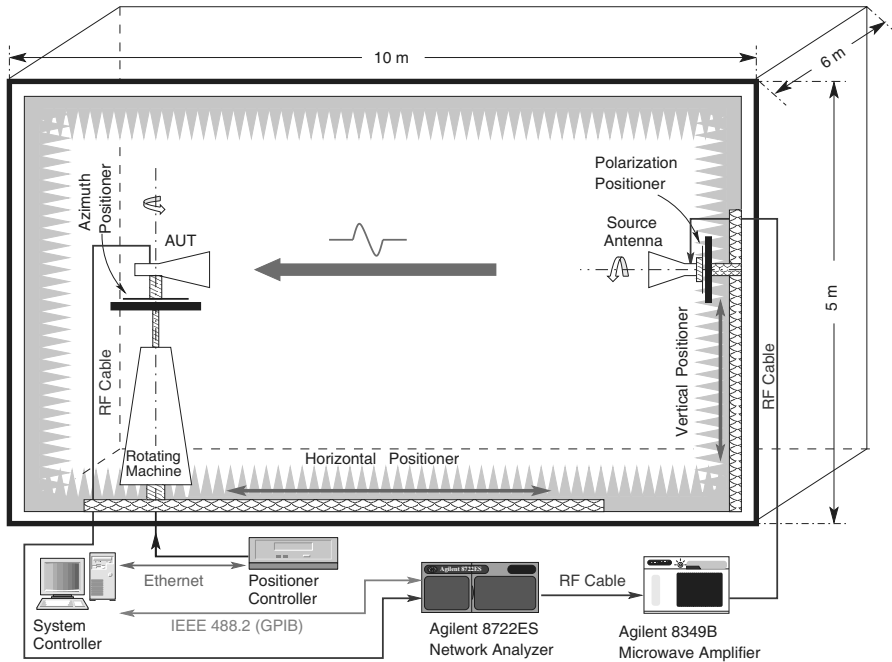 10 m
6 m
5 m
Azimuth
Positioner
AUT
Polarization
Positioner
Source
Antenna
RF Cable
Vertical Positioner
RF Cable
Rotating
Machine
Horizontal Positioner
Ethernet
Positioner
Controller
IEEE 488.2 (GPIB)
System
Controller
Agilent 8722ES
RF Cable
Agilent 8722ES
Network Analyzer
Agilent 8349B
Microwave Amplifier